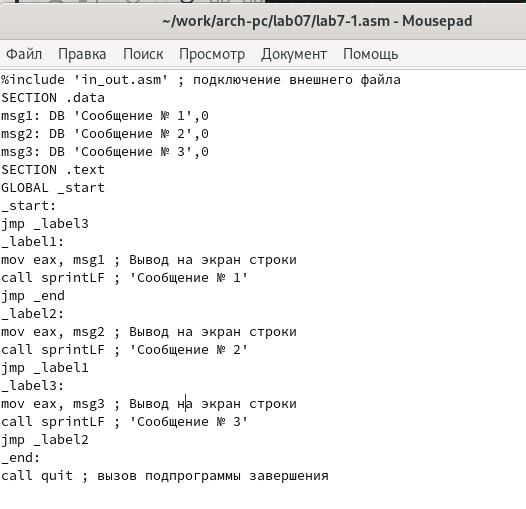 ~/work/arch-pc/lab07/lab7-1.asm - Mousepad
Файл Правка Поиск Просмотр Документ Помощь
%include 'in_out.asm' ; подключение внешнего файла
SECTION .data
msg1: DB 'Сообщение № 1',0
msg2: DB 'Сообщение № 2',0
msg3: DB 'Сообщение № 3',0
SECTION .text
GLOBAL _start
_start:
jmp _label3
_label1:
mov eax, msg1 ; Вывод на экран строки
call sprintLF ; 'Сообщение № 1'
jmp _end
_label2:
mov eax, msg2 ; Вывод на экран строки
call sprintLF ; 'Сообщение № 2'
jmp _label1
_label3:
mov eax, msg3 ; Вывод на экран строки
call sprintLF ; 'Сообщение № 3'
jmp _label2
_end:
call quit ; вызов подпрограммы завершения